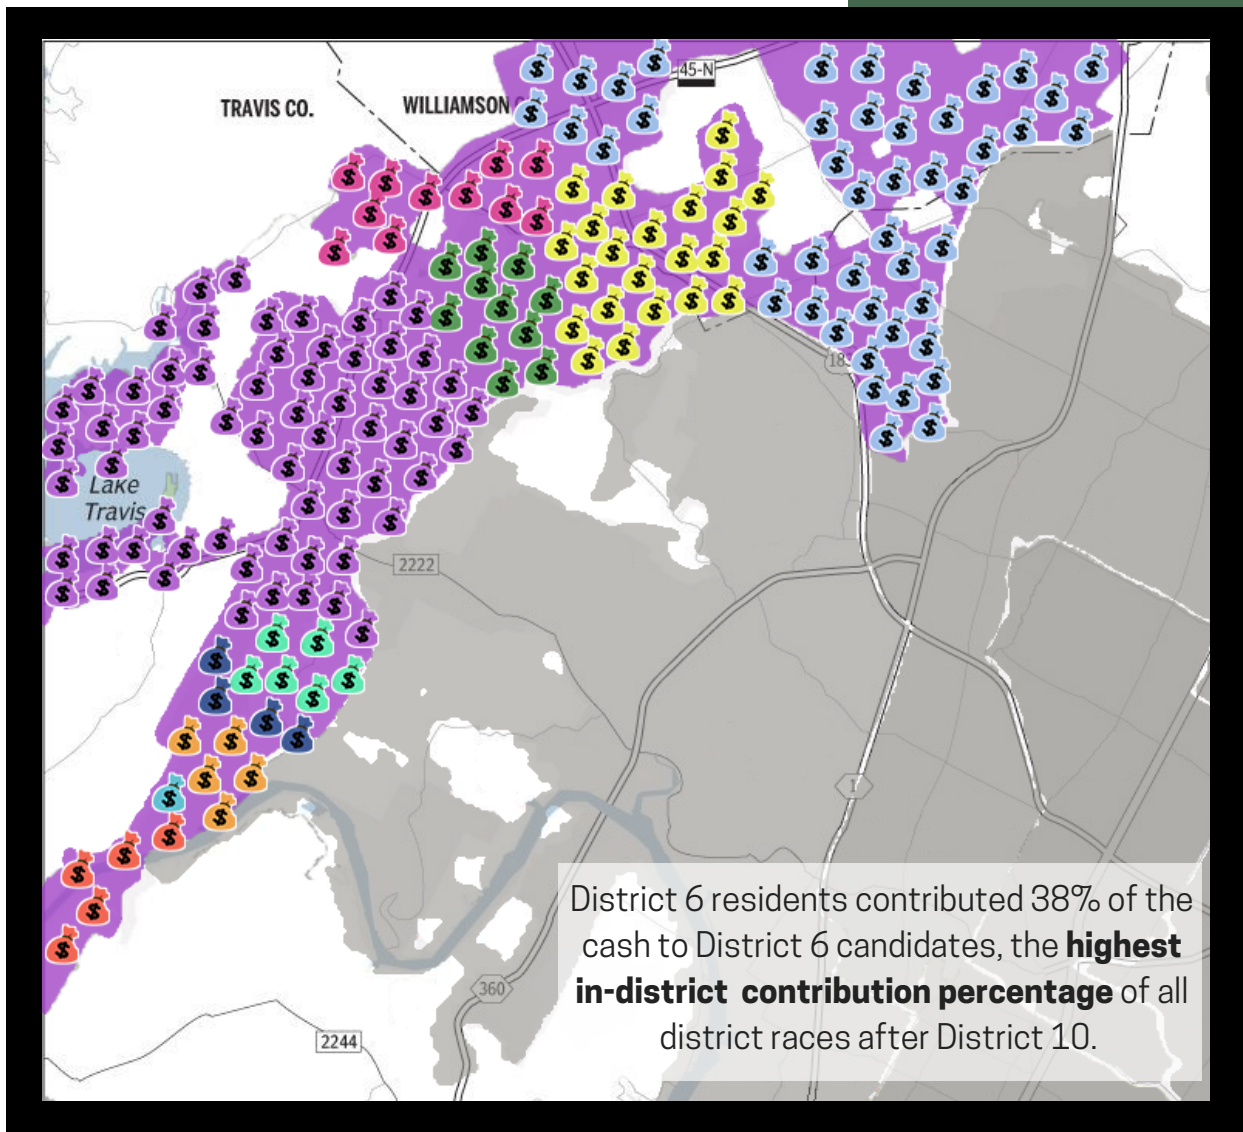 45-N
TRAVIS CO.
WILLIAMSON
183
Lake
Travis
2222
1
District 6 residents contributed 38% of the
cash to District 6 candidates, the highest
in-district contribution percentage of all
district races after District 10.
360
2244